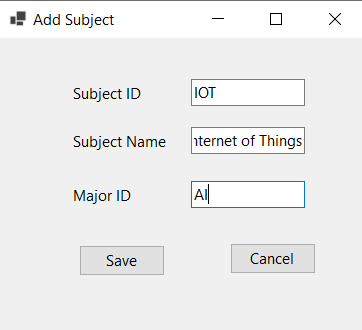 Add Subject
Subject ID IOT
Subject Name nternet of Things
Major ID AI
Save Cancel